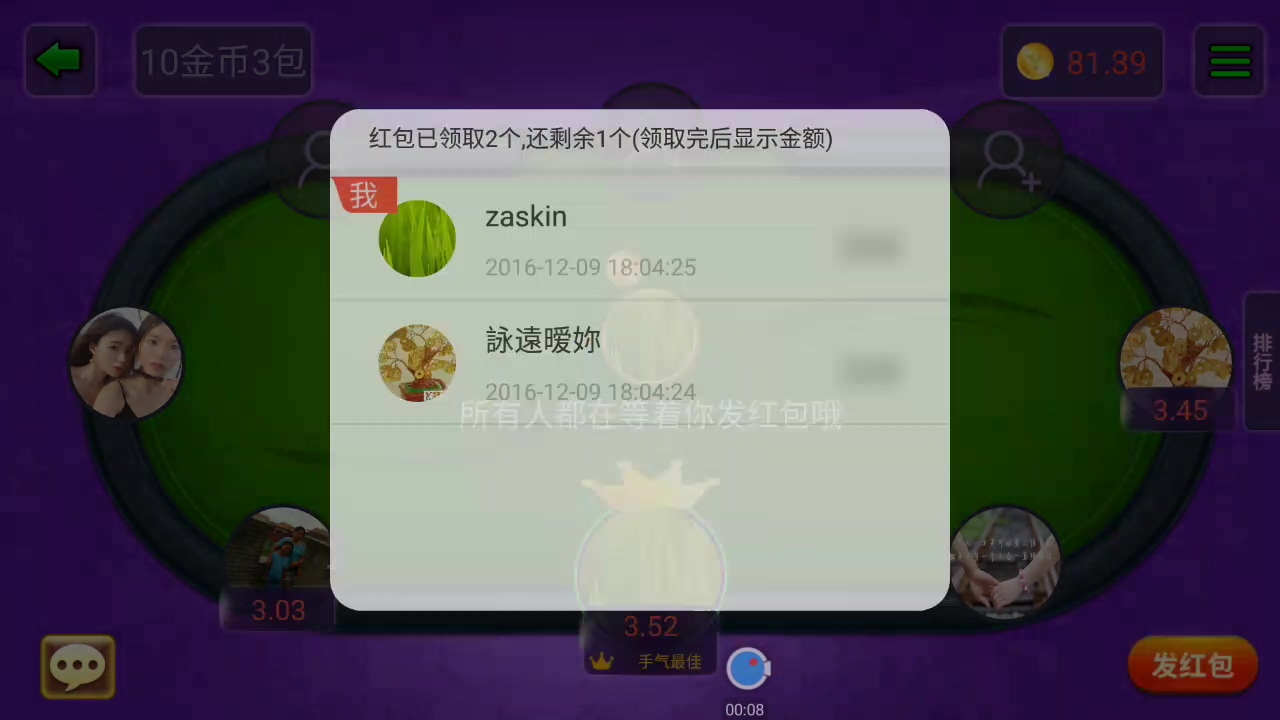 10金币3包
81.39
红包已领取2个,还剩余1个(领取完后显示金额)
我
zaskin
2016-12-09 18:04:25
詠遠暧妳
2016-12-09 18:04:24
所有人都在等着你发红包哦
排行榜
3.45
3.03
3.52
手气最佳
发红包
00:08